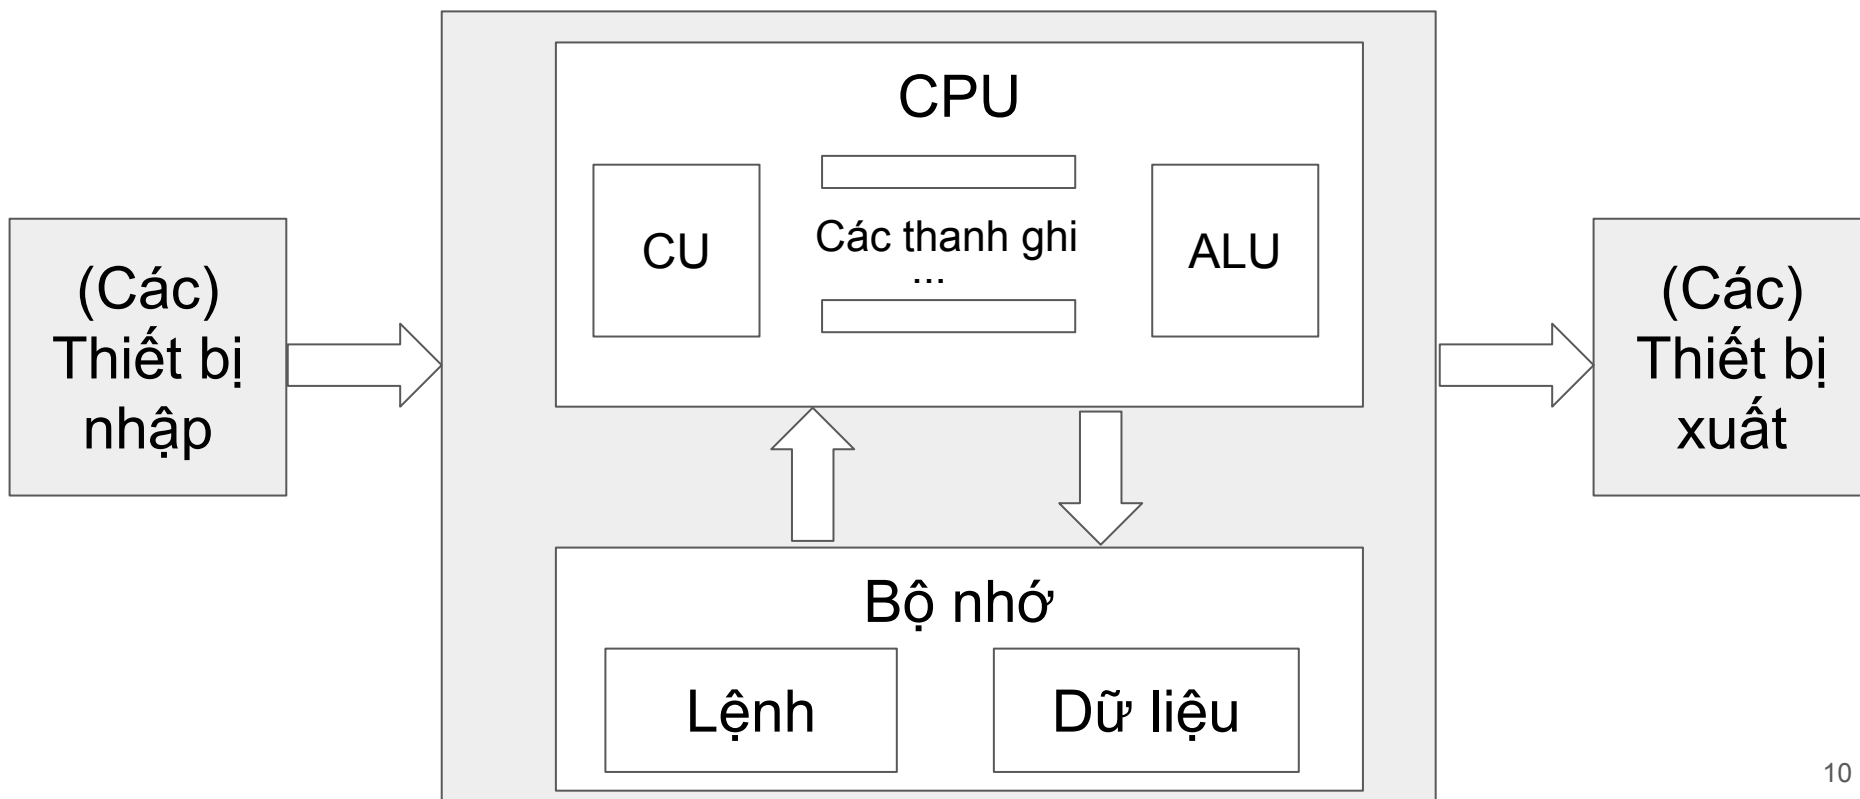 CPU
CU
Các thanh ghi
...
ALU
(Các)
Thiết bị
nhập
(Các)
Thiết bị
xuất
Bộ nhớ
Lệnh
Dữ liệu
10